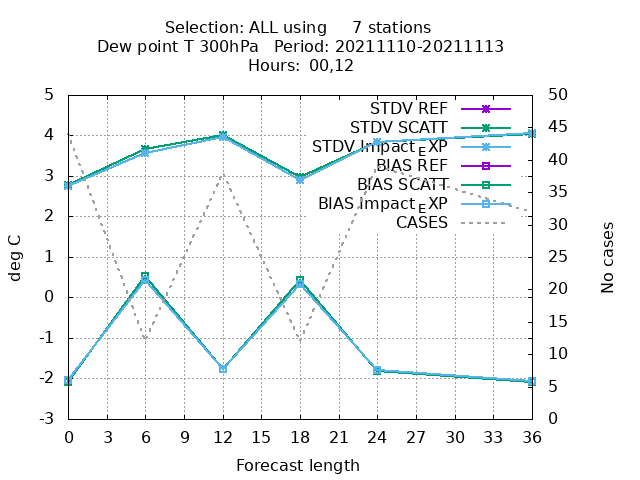 Selection: ALL using     7 stations
Dew point T 300hPa   Period: 20211110-20211113
Hours: 00,12
STDV REF
STDV SCATT
STDV Impact_EXP
BIAS REF
BIAS SCATT
BIAS Impact_EXP
CASES
deg C
5
4
3
2
1
0
-1
-2
-3
No cases
50
45
40
35
30
25
20
15
10
5
0
0 3 6 9 12 15 18 21 24 27 30 33 36
Forecast length